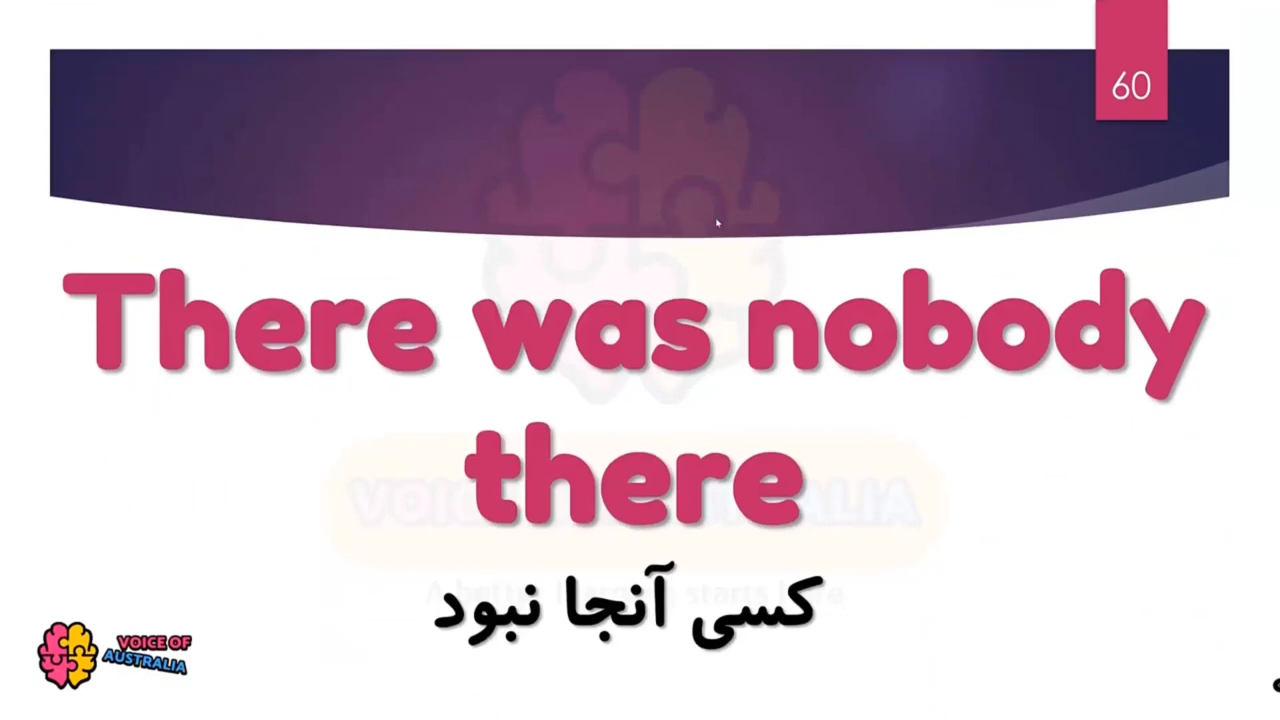 60
There was nobody
there
کسی آنجا نبود
VOICE OF
AUSTRALIA